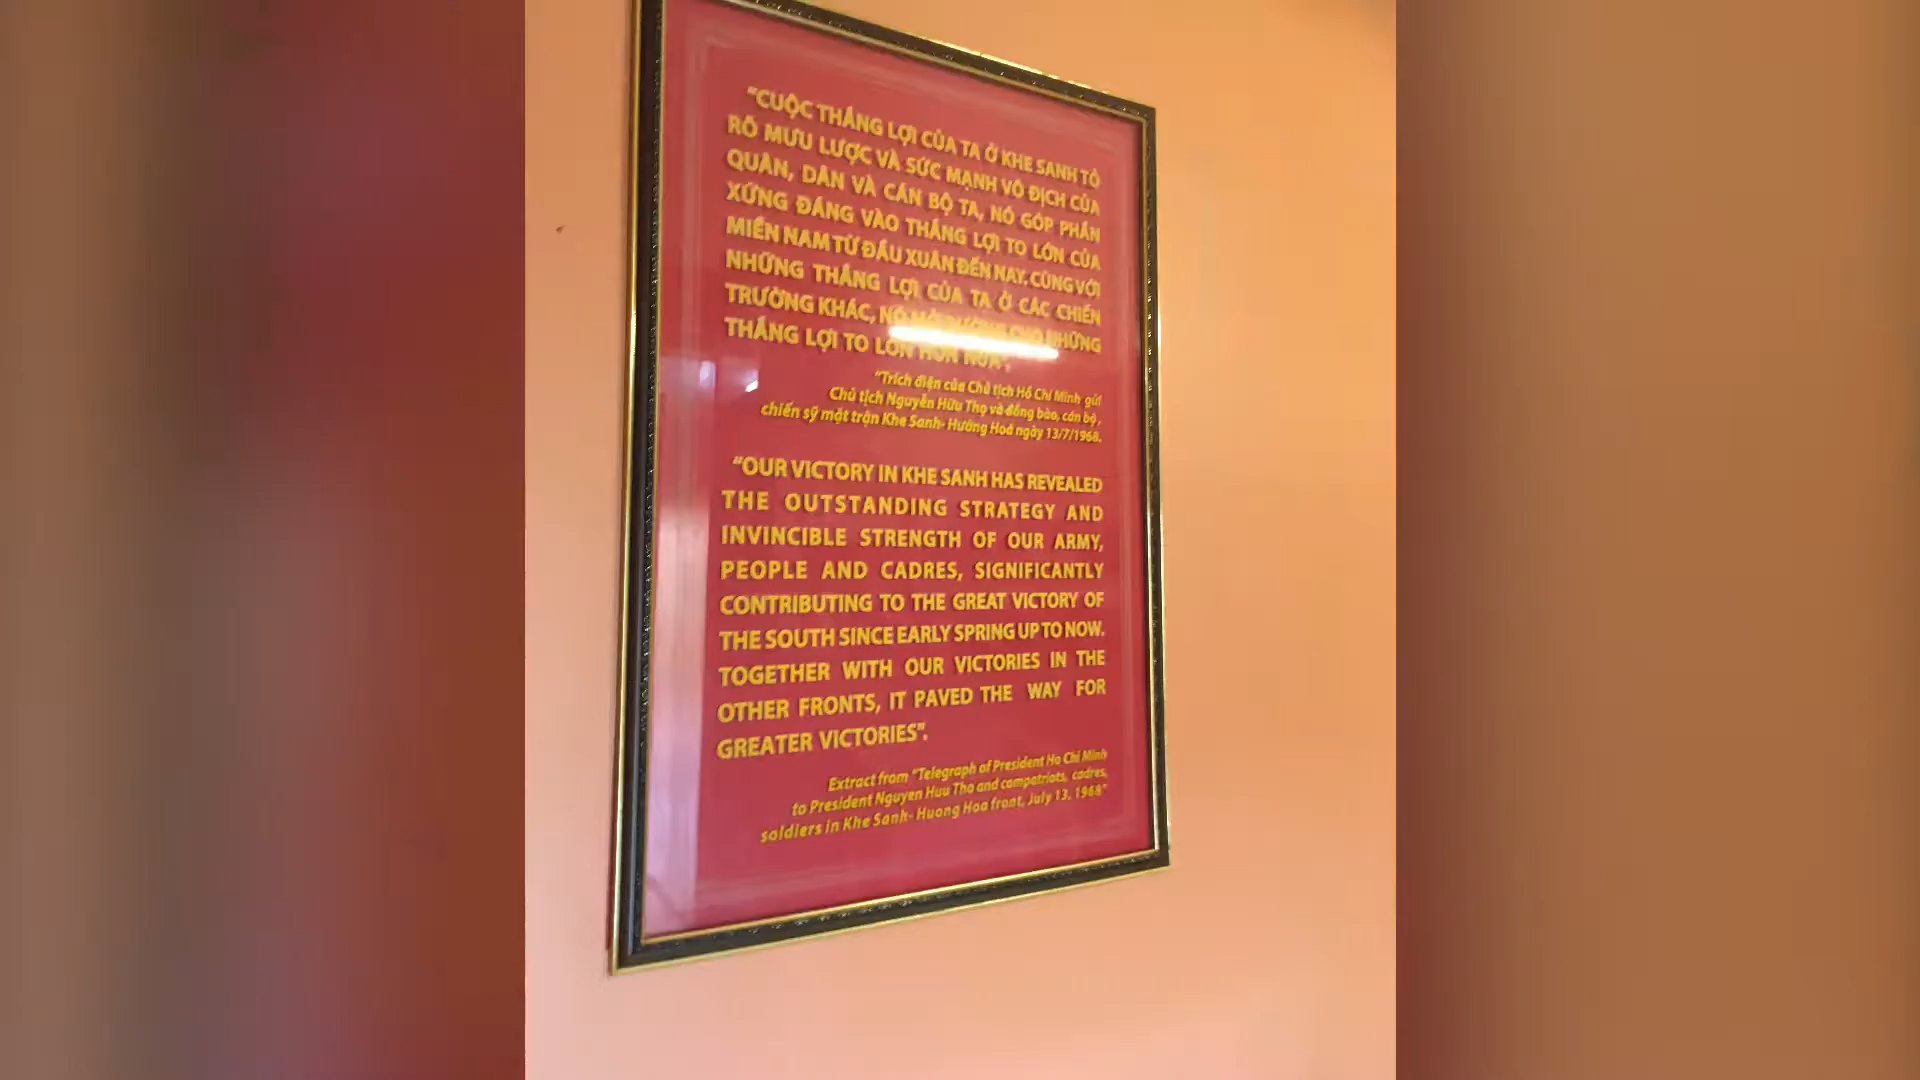 “CUỘC THẮNG LỢI CỦA TA Ở KHE SANH TỎ
RÕ MƯU LƯỢC VÀ SỨC MẠNH VÔ ĐỊCH CỦA
QUÂN, DÂN VÀ CÁN BỘ TA, NÓ GÓP PHẦN
XỨNG ĐÁNG VÀO THẮNG LỢI TO LỚN CỦA
MIỀN NAM TỪ ĐẦU XUÂN ĐẾN NAY. CÙNG VỚI
NHỮNG THẮNG LỢI CỦA TA Ở CÁC CHIẾN
TRƯỜNG KHÁC, NÓ MỞ ĐƯỜNG CHO NHỮNG
THẮNG LỢI TO LỚN HƠN NỮA”.
“Trích điện của Chủ tịch Hồ Chí Minh gửi
Chủ tịch Nguyễn Hữu Thọ và đồng bào, cán bộ,
chiến sỹ mặt trận Khe Sanh- Hướng Hoá ngày 13/7/1968.
“OUR VICTORY IN KHE SANH HAS REVEALED
THE OUTSTANDING STRATEGY AND
INVINCIBLE STRENGTH OF OUR ARMY,
PEOPLE AND CADRES, SIGNIFICANTLY
CONTRIBUTING TO THE GREAT VICTORY OF
THE SOUTH SINCE EARLY SPRING UP TO NOW.
TOGETHER WITH OUR VICTORIES IN THE
OTHER FRONTS, IT PAVED THE WAY FOR
GREATER VICTORIES”.
Extract from “Telegraph of President Ho Chi Minh
to President Nguyen Huu Tho and compatriots, cadres,
soldiers in Khe Sanh- Huong Hoa front, July 13, 1968”